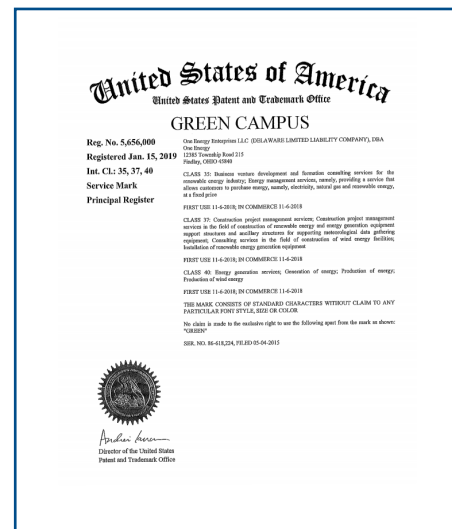 United States of America
United States Patent and Trademark Office
GREEN CAMPUS
Reg. No. 5,656,000
Registered Jan. 15, 2019
Int. Cl.: 35, 37, 40
Service Mark
Principal Register
One Energy Enterprises LLC (DELAWARE LIMITED LIABILITY COMPANY), DBA
One Energy
12385 Township Road 215
Findlay, OHIO 45840
CLASS 35: Business venture development and formation consulting services for the
renewable energy industry; Energy management services, namely, providing a service that
allows customers to purchase energy, namely, electricity, natural gas and renewable energy,
at a fixed price
FIRST USE 11-6-2018; IN COMMERCE 11-6-2018
CLASS 37: Construction project management services; Construction project management
services in the field of construction of renewable energy and energy generation equipment
support structures and ancillary structures for supporting meteorological data gathering
equipment; Consulting services in the field of construction of wind energy facilities;
Installation of renewable energy generation equipment
FIRST USE 11-6-2018; IN COMMERCE 11-6-2018
CLASS 40: Energy generation services; Generation of energy; Production of energy;
Production of wind energy
FIRST USE 11-6-2018; IN COMMERCE 11-6-2018
THE MARK CONSISTS OF STANDARD CHARACTERS WITHOUT CLAIM TO ANY
PARTICULAR FONT STYLE, SIZE OR COLOR
No claim is made to the exclusive right to use the following apart from the mark as shown:
"GREEN"
SER. NO. 86-618,224, FILED 05-04-2015
Director of the United States
Patent and Trademark Office